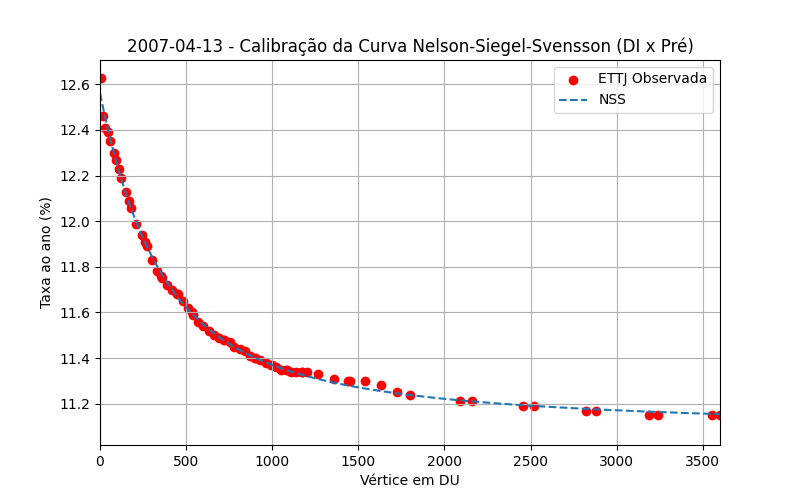 2007-04-13 - Calibração da Curva Nelson-Siegel-Svensson (DI x Pré)
ETTJ Observada
NSS
Taxa ao ano (%)
12.6
12.4
12.2
12.0
11.8
11.6
11.4
11.2
0 500 1000 1500 2000 2500 3000 3500
Vértice em DU